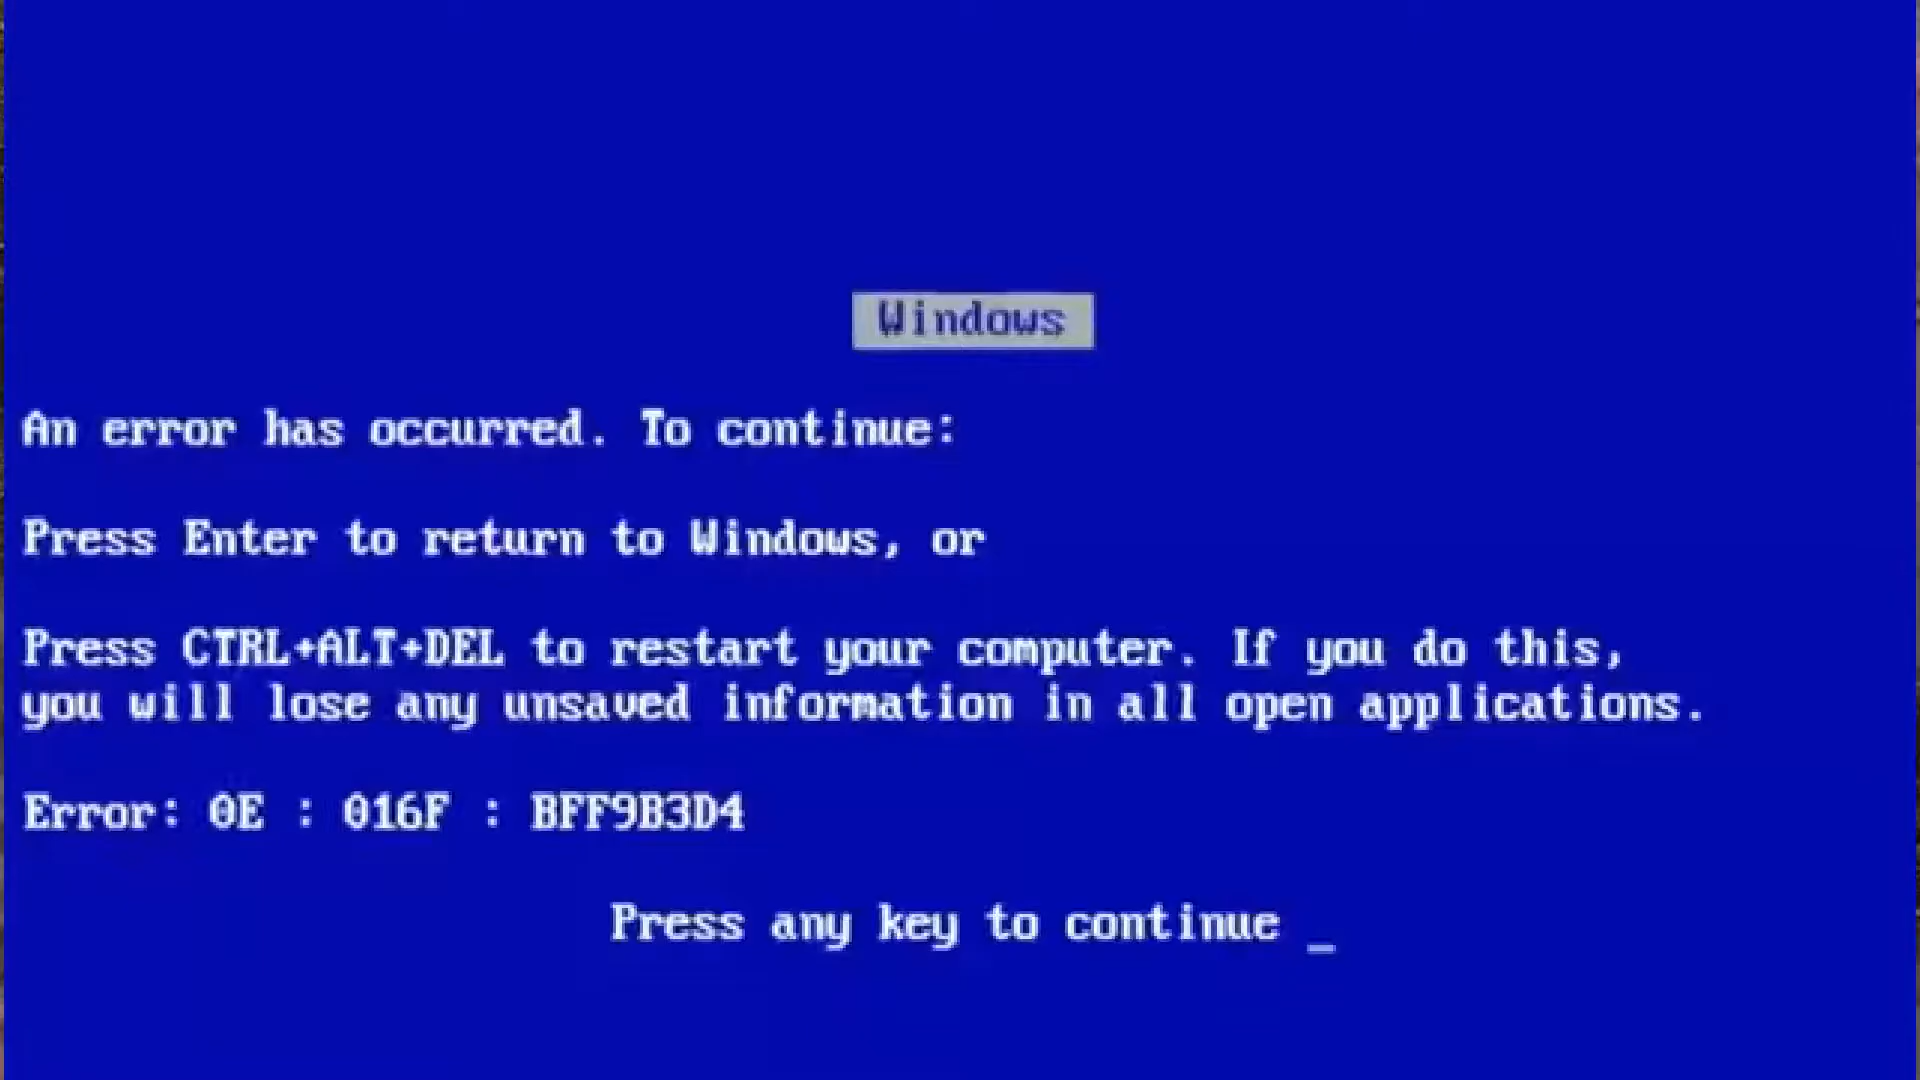 Windows
An error has occurred. To continue:
Press Enter to return to Windows, or
Press CTRL+ALT+DEL to restart your computer. If you do this,
you will lose any unsaved information in all open applications.
Error: 0E : 016F : BFF9B3D4
Press any key to continue _